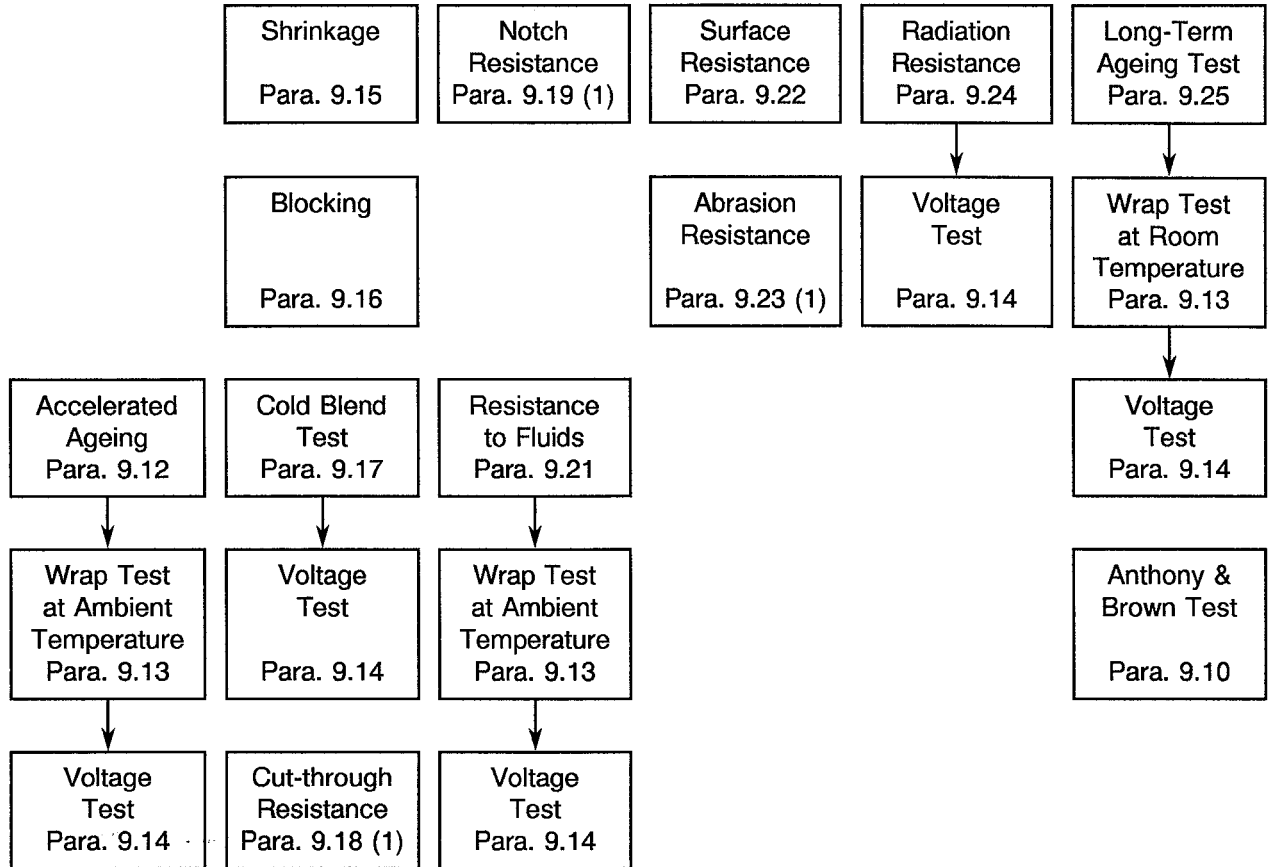 Shrinkage
Para. 9.15
Notch
Resistance
Para. 9.19 (1)
Surface
Resistance
Para. 9.22
Radiation
Resistance
Para. 9.24
Long-Term
Ageing Test
Para. 9.25
Blocking
Para. 9.16
Abrasion
Resistance
Para. 9.23 (1)
Voltage
Test
Para. 9.14
Wrap Test
at Room
Temperature
Para. 9.13
Accelerated
Ageing
Para. 9.12
Cold Blend
Test
Para. 9.17
Resistance
to Fluids
Para. 9.21
Voltage
Test
Para. 9.14
Wrap Test
at Ambient
Temperature
Para. 9.13
Voltage
Test
Para. 9.14
Wrap Test
at Ambient
Temperature
Para. 9.13
Anthony &
Brown Test
Para. 9.10
Voltage
Test
Para. 9.14
Cut-through
Resistance
Para. 9.18 (1)
Voltage
Test
Para. 9.14